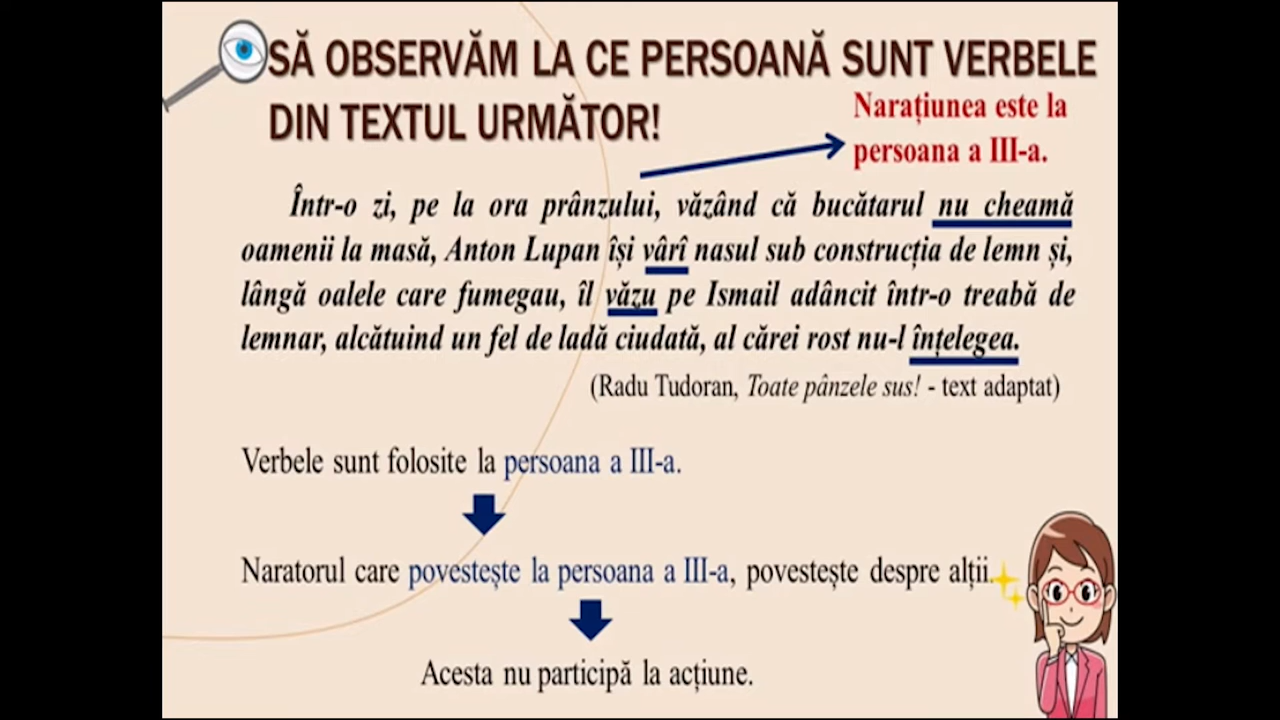 SĂ OBSERVĂM LA CE PERSOANĂ SUNT VERBELE
DIN TEXTUL URMĂTOR!
Narațiunea este la
persoana a III-a.
Într-o zi, pe la ora prânzului, văzând că bucătarul nu cheamă
oamenii la masă, Anton Lupan își vârî nasul sub construcția de lemn și,
lângă oalele care fumegau, îl văzu pe Ismail adâncit într-o treabă de
lemnar, alcătuind un fel de ladă ciudată, al cărei rost nu-l înțelegea.
(Radu Tudoran, Toate pânzele sus! - text adaptat)
Verbele sunt folosite la persoana a III-a.
Naratorul care povestește la persoana a III-a, povestește despre alții.
Acesta nu participă la acțiune.